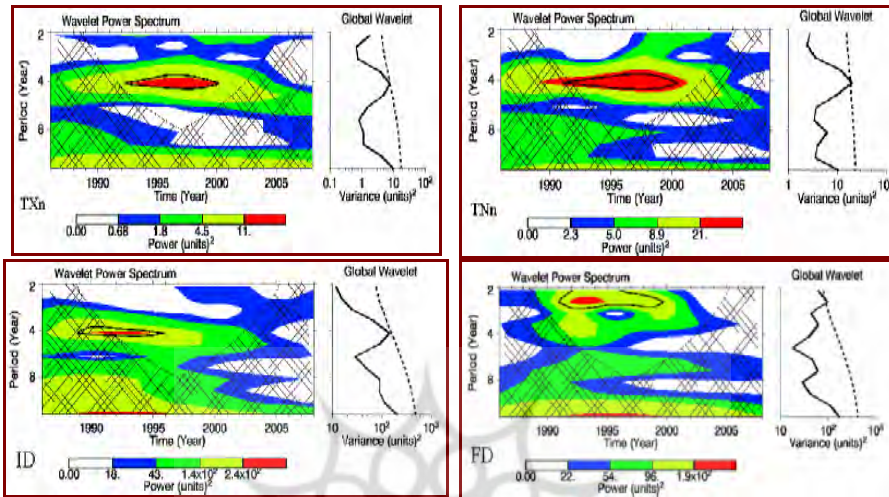 Wavelet Power Spectrum
Global Wavelet
2
4
8
Period (Year)
1990
1995
2000
2005
Time (Year)
0.1
1
10
10²
Variance (units)²
TXn
0.00
0.68
1.8
4.5
11.
Power (units)²
Wavelet Power Spectrum
Global Wavelet
2
4
8
Period (Year)
1990
1995
2000
2005
Time (Year)
1
10
Variance (units)²
TNn
0.00
2.3
5.0
8.9
21.
Power (units)²
Wavelet Power Spectrum
Global Wavelet
2
4
8
Period (Year)
1990
1995
2000
2005
Time (Year)
10
10²
10³
Variance (units)²
ID
0.00
18.
43.
1.4x10²
2.4x10²
Power (units)²
Wavelet Power Spectrum
Global Wavelet
2
4
8
Period (Year)
1990
1995
2000
2005
Time (Year)
10
10²
Variance (units)²
FD
0.00
22.
54.
96.
1.9x10²
Power (units)²